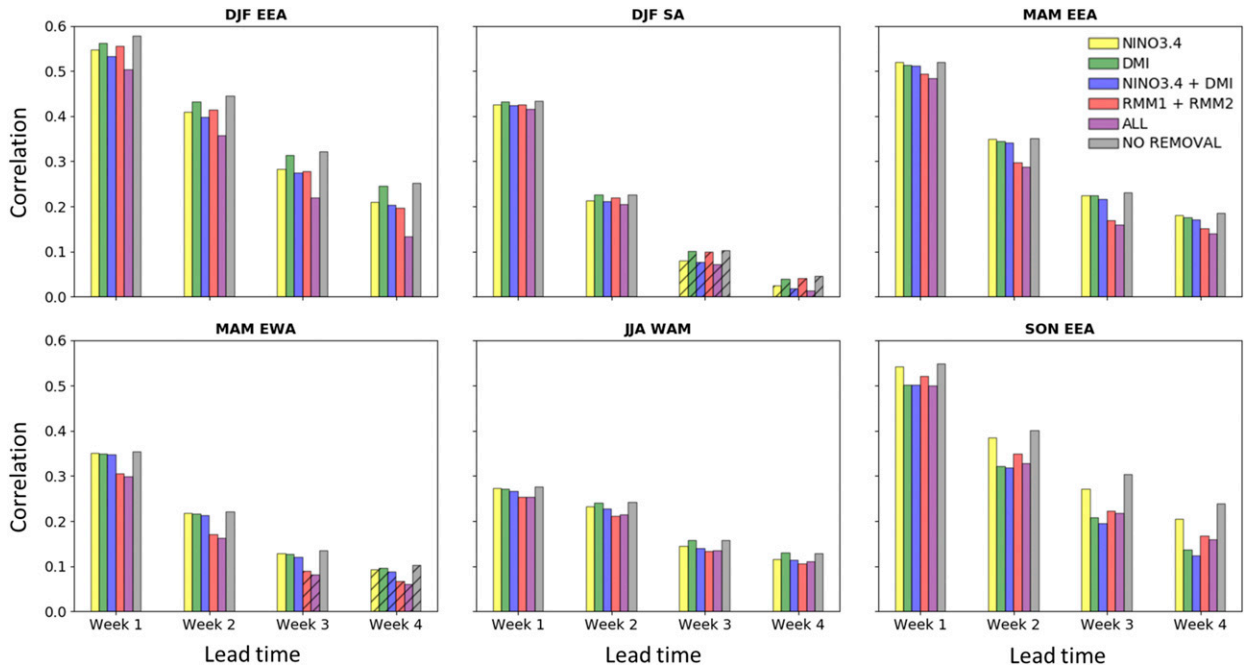 DJF EEA
DJF SA
MAM EEA
0.6
0.5
0.4
0.3
0.2
0.1
0.0
Correlation
NINO3.4
DMI
NINO3.4 + DMI
RMM1 + RMM2
ALL
NO REMOVAL
MAM EWA
JJA WAM
SON EEA
0.6
0.5
0.4
0.3
0.2
0.1
0.0
Correlation
Week 1 Week 2 Week 3 Week 4
Week 1 Week 2 Week 3 Week 4
Week 1 Week 2 Week 3 Week 4
Lead time
Lead time
Lead time